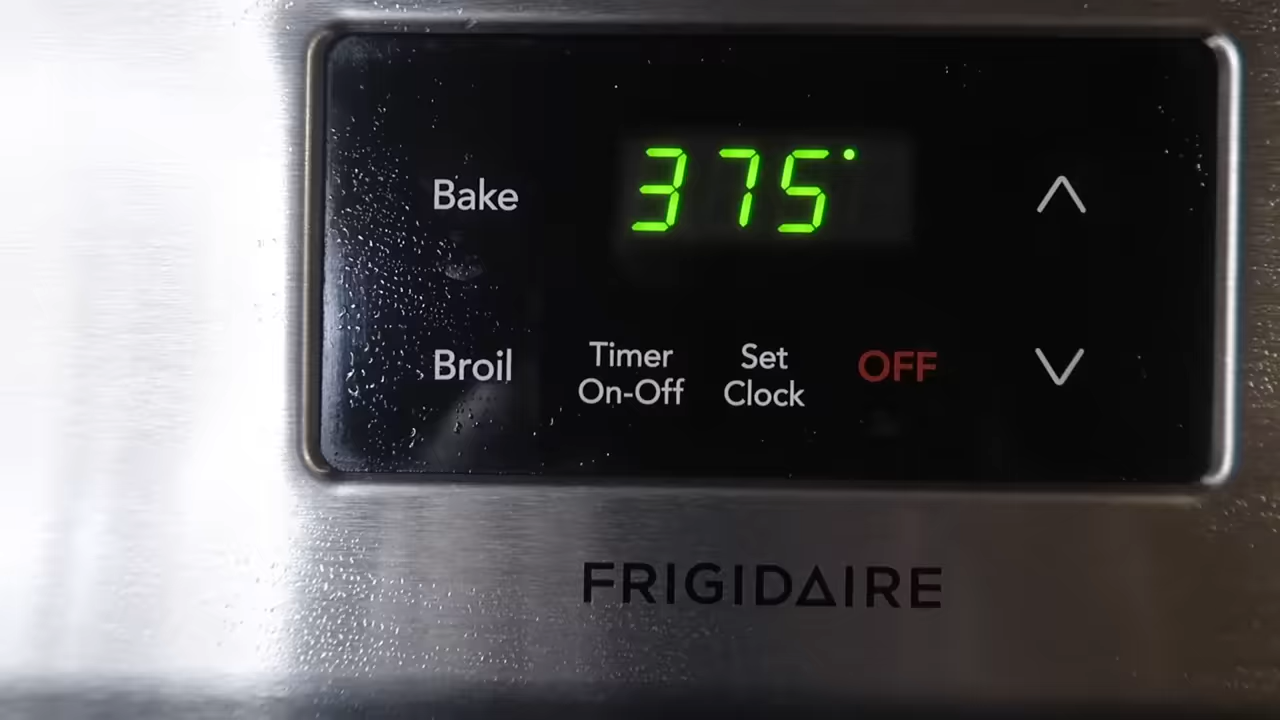 Bake
375°
Broil
Timer
On-Off
Set
Clock
OFF
FRIGIDAIRE